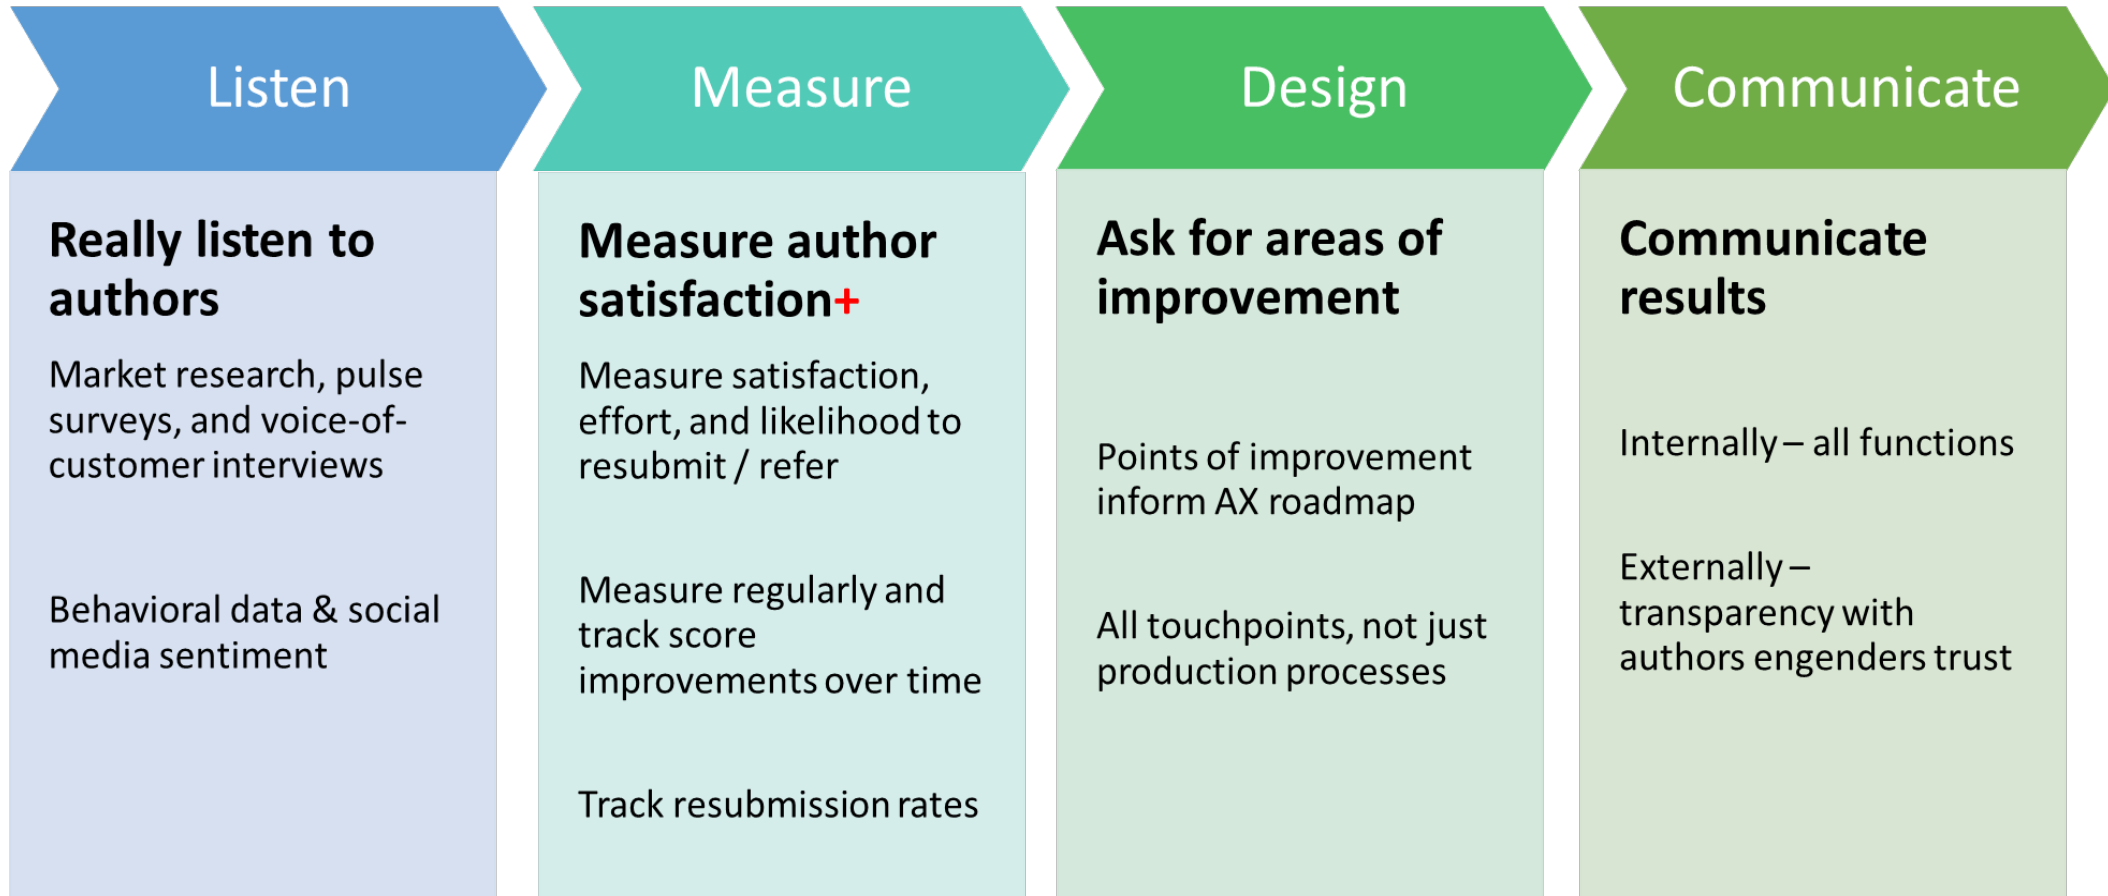 Listen
Measure
Design
Communicate
Really listen to
authors
Market research, pulse
surveys, and voice-of-
customer interviews
Behavioral data & social
media sentiment
Measure author
satisfaction+
Measure satisfaction,
effort, and likelihood to
resubmit / refer
Measure regularly and
track score
improvements over time
Track resubmission rates
Ask for areas of
improvement
Points of improvement
inform AX roadmap
All touchpoints, not just
production processes
Communicate
results
Internally – all functions
Externally –
transparency with
authors engenders trust